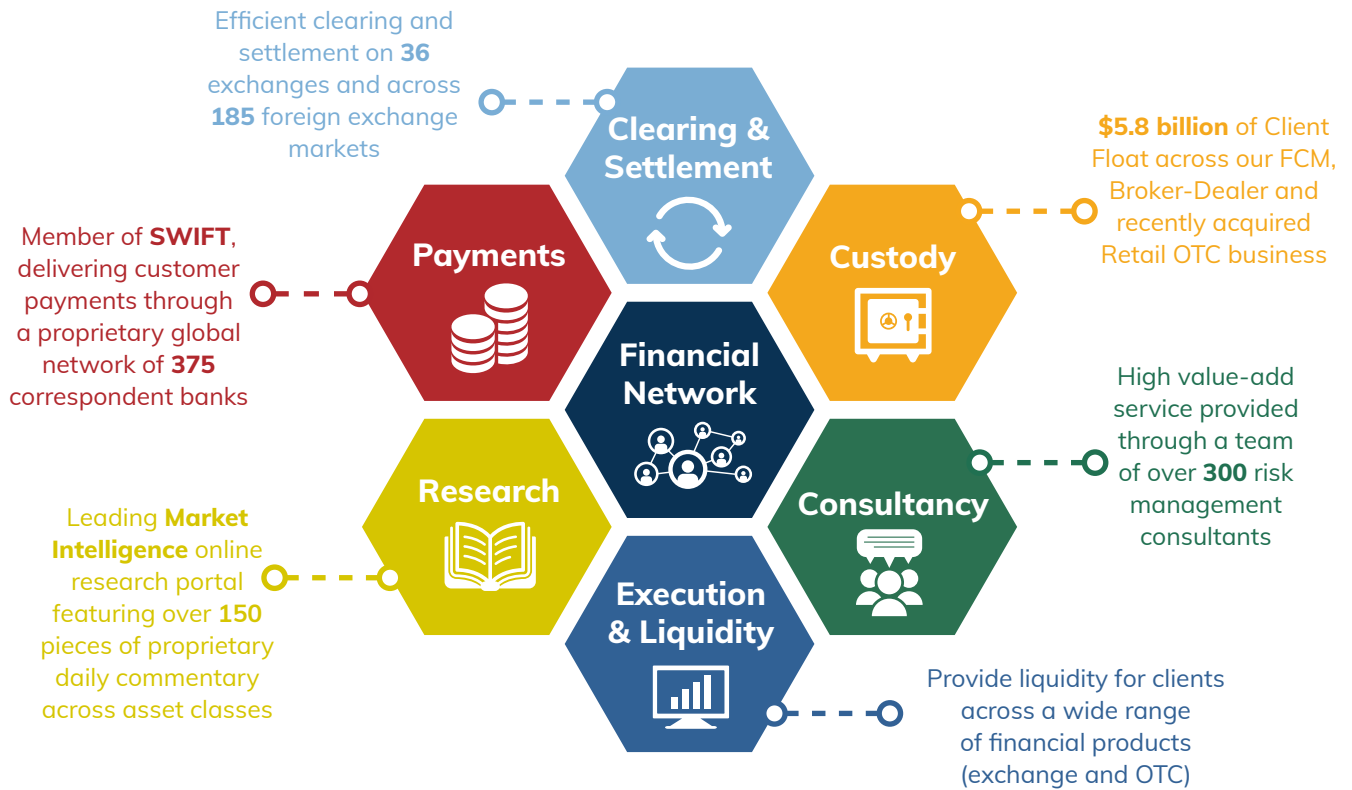 Efficient clearing and
settlement on 36
exchanges and across
185 foreign exchange
markets
Clearing &
Settlement
$5.8 billion of Client
Float across our FCM,
Broker-Dealer and
recently acquired
Retail OTC business
Custody
Member of SWIFT,
delivering customer
payments through
a proprietary global
network of 375
correspondent banks
Payments
Financial
Network
High value-add
service provided
through a team
of over 300 risk
management
consultants
Consultancy
Research
Leading Market
Intelligence online
research portal
featuring over 150
pieces of proprietary
daily commentary
across asset classes
Execution
& Liquidity
Provide liquidity for clients
across a wide range
of financial products
(exchange and OTC)